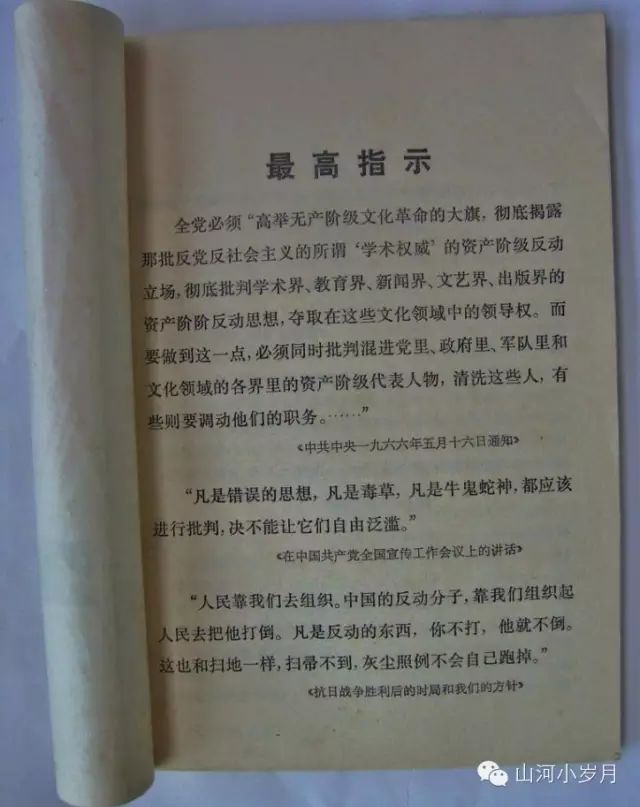 最高指示
全党必须“高举无产阶级文化革命的大旗，彻底揭露
那批反党反社会主义的所谓‘学术权威’的资产阶级反动
立场，彻底批判学术界、教育界、新闻界、文艺界、出版界的
资产阶阶反动思想，夺取在这些文化领域中的领导权。而
要做到这一点，必须同时批判混进党里、政府里、军队里和
文化领域的各界里的资产阶级代表人物，清洗这些人，有
些则要调动他们的职务。……”
《中共中央一九六六年五月十六日通知》
“凡是错误的思想，凡是毒草，凡是牛鬼蛇神，都应该
进行批判，决不能让它们自由泛滥。”
《在中国共产党全国宣传工作会议上的讲话》
“人民靠我们去组织。中国的反动分子，靠我们组织起
人民去把他打倒。凡是反动的东西，你不打，他就不倒。
这也和扫地一样，扫帚不到，灰尘照例不会自己跑掉。”
《抗日战争胜利后的时局和我们的方针》
山河小岁月